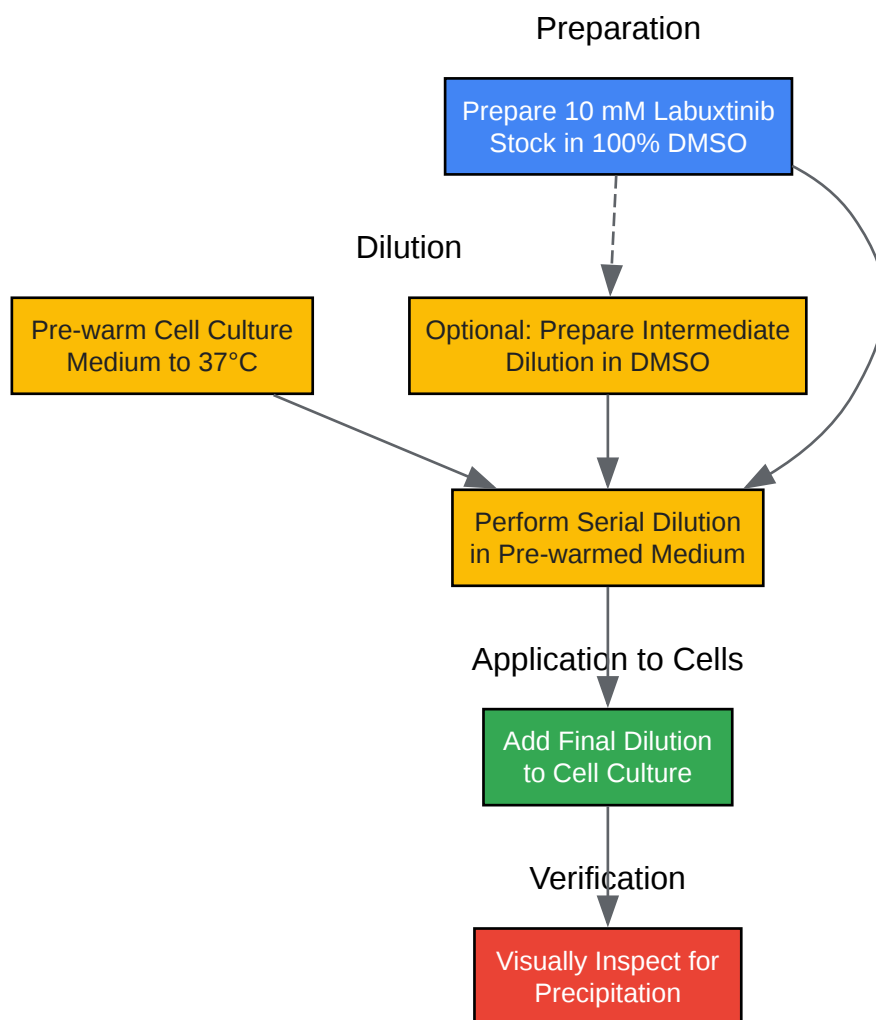 Preparation
Prepare 10 mM Labuxtinib
Stock in 100% DMSO
Dilution
Pre-warm Cell Culture
Medium to 37°C
Optional: Prepare Intermediate
Dilution in DMSO
Perform Serial Dilution
in Pre-warmed Medium
Application to Cells
Add Final Dilution
to Cell Culture
Verification
Visually Inspect for
Precipitation